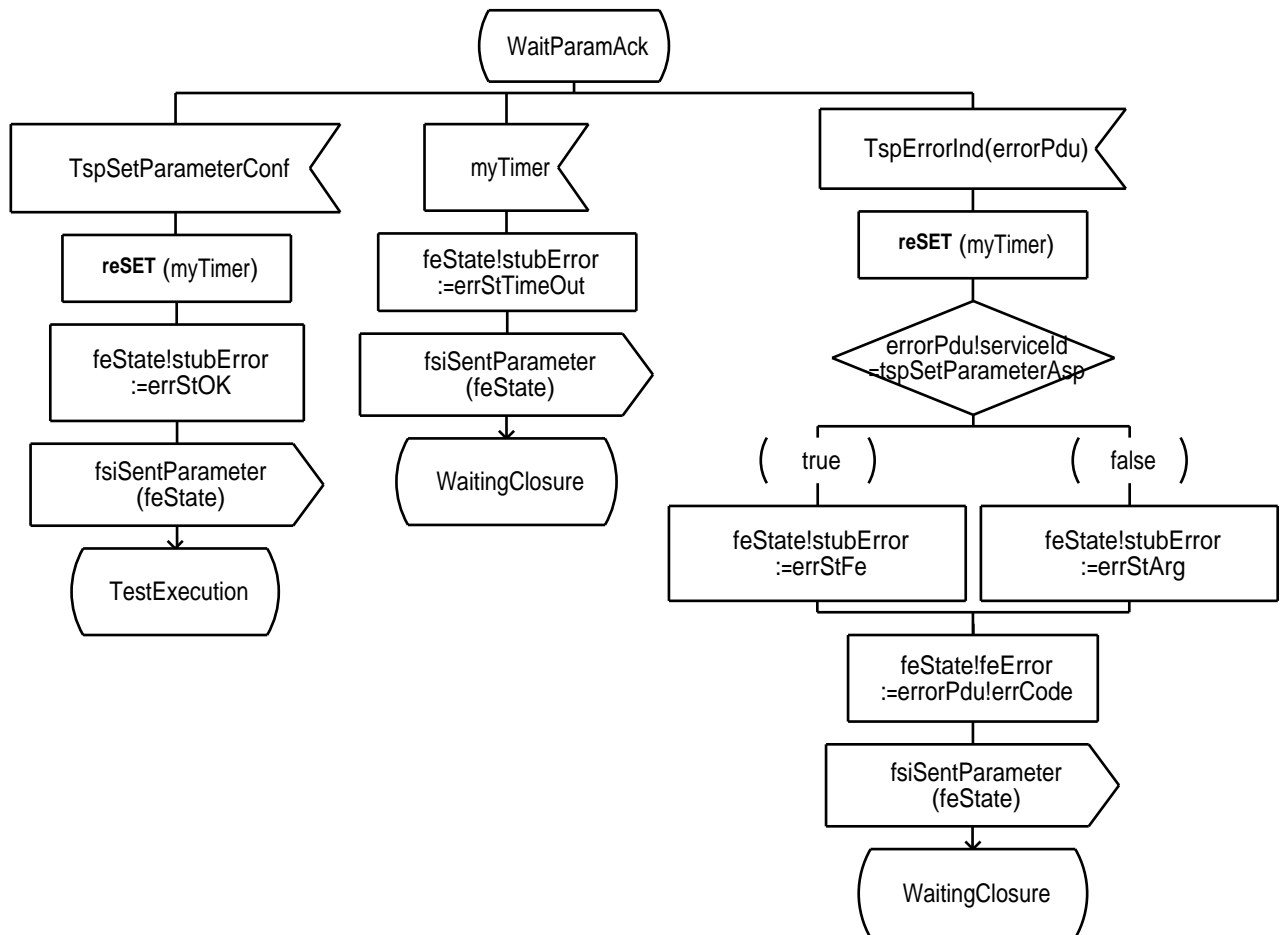 WaitParamAck
TspSetParameterConf
reSET (myTimer)
feState!stubError
:=errStOK
fsiSentParameter
(feState)
TestExecution
myTimer
feState!stubError
:=errStTimeOut
fsiSentParameter
(feState)
WaitingClosure
TspErrorInd(errorPdu)
reSET (myTimer)
errorPdu!serviceId
=tspSetParameterAsp
( true )
feState!stubError
:=errStFe
( false )
feState!stubError
:=errStArg
feState!feError
:=errorPdu!errCode
fsiSentParameter
(feState)
WaitingClosure